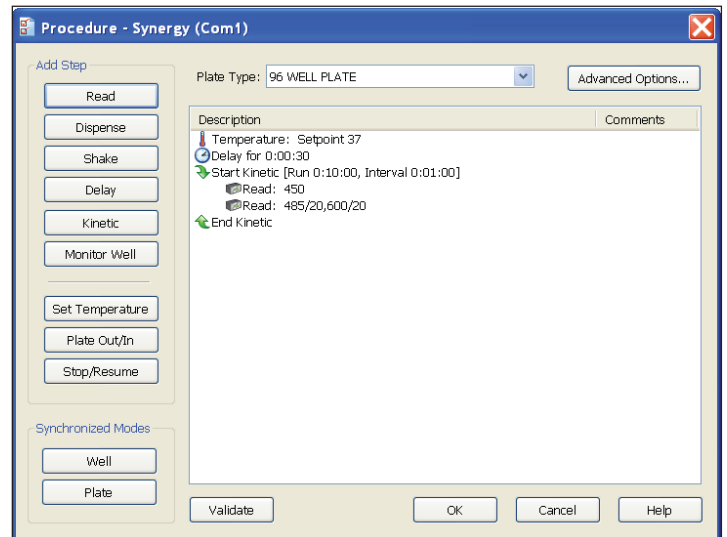 Procedure - Synergy (Com1)
Add Step
Read
Dispense
Shake
Delay
Kinetic
Monitor Well
Set Temperature
Plate Out/In
Stop/Resume
Synchronized Modes
Well
Plate
Plate Type: 96 WELL PLATE
Advanced Options...
Description Comments
Temperature: Setpoint 37
Delay for 0:00:30
Start Kinetic [Run 0:10:00, Interval 0:01:00]
Read: 450
Read: 485/20,600/20
End Kinetic
Validate
OK
Cancel
Help